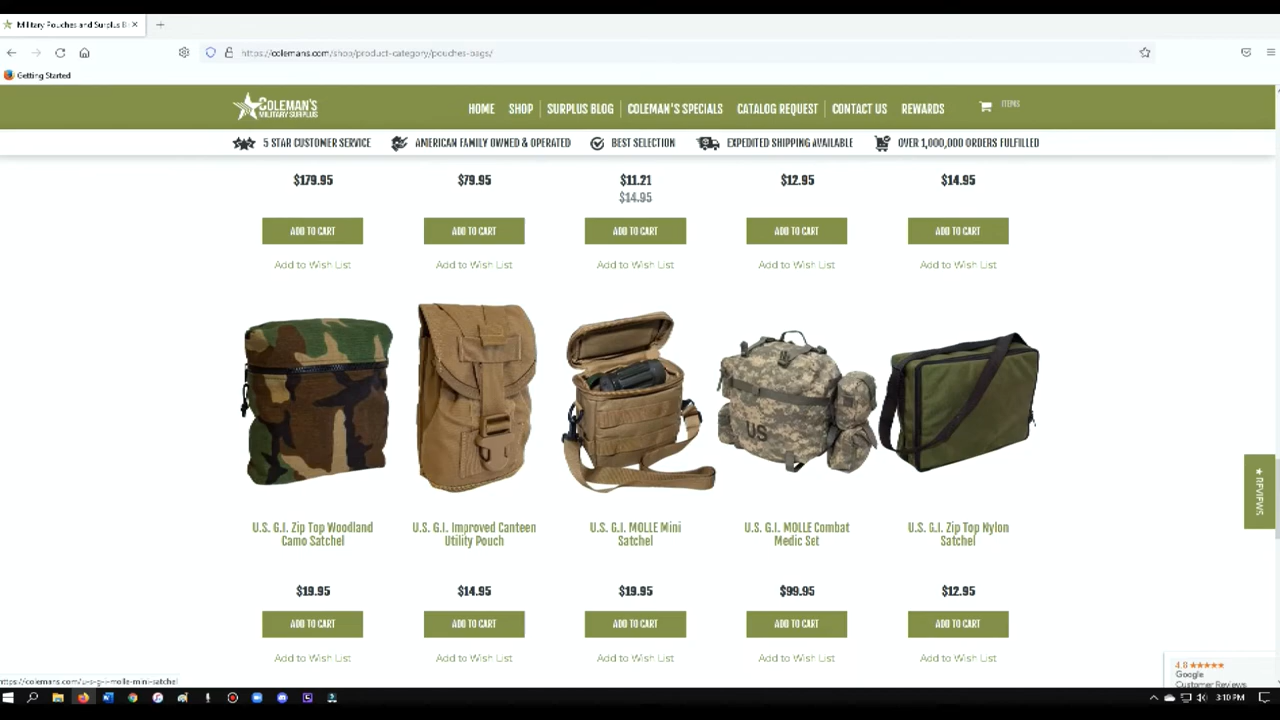 Military Pouches and Surplus B
https://colemans.com/shop/product-category/pouches-bags/
Getting Started
COLEMAN'S
MILITARY SURPLUS
HOME SHOP SURPLUS BLOG COLEMAN'S SPECIALS CATALOG REQUEST CONTACT US REWARDS
ITEMS
5 STAR CUSTOMER SERVICE AMERICAN FAMILY OWNED & OPERATED BEST SELECTION EXPEDITED SHIPPING AVAILABLE OVER 1,000,000 ORDERS FULFILLED
$179.95 $79.95 $11.21 $12.95 $14.95
$14.95
ADD TO CART ADD TO CART ADD TO CART ADD TO CART ADD TO CART
Add to Wish List Add to Wish List Add to Wish List Add to Wish List Add to Wish List
US
★ REVIEWS
U.S. G.I. Zip Top Woodland U.S. G.I. Improved Canteen U.S. G.I. MOLLE Mini U.S. G.I. MOLLE Combat U.S. G.I. Zip Top Nylon
Camo Satchel Utility Pouch Satchel Medic Set Satchel
$19.95 $14.95 $19.95 $99.95 $12.95
ADD TO CART ADD TO CART ADD TO CART ADD TO CART ADD TO CART
Add to Wish List Add to Wish List Add to Wish List Add to Wish List Add to Wish List
4.8 ★★★★★
Google
Customer Reviews
https://colemans.com/u-s-g-i-molle-mini-satchel
3:10 PM